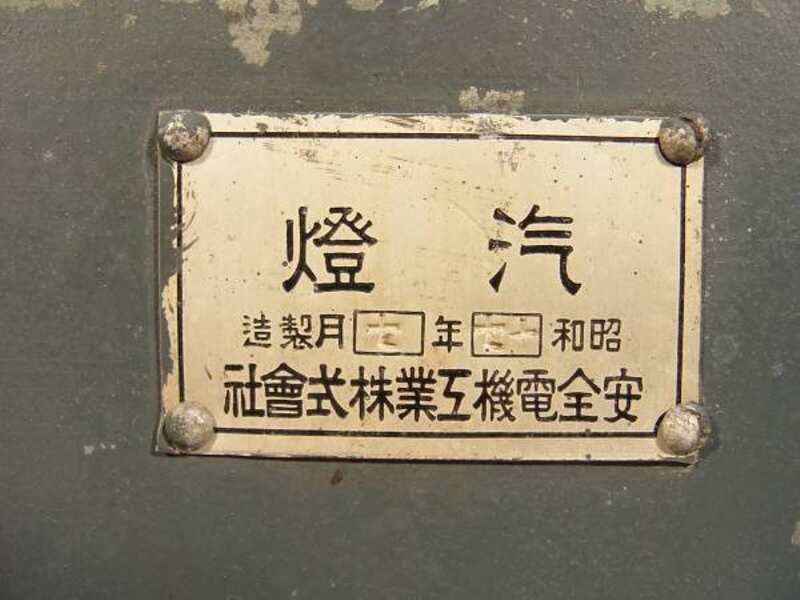 汽燈
昭和十年七月製造
安全電機工業株式會社